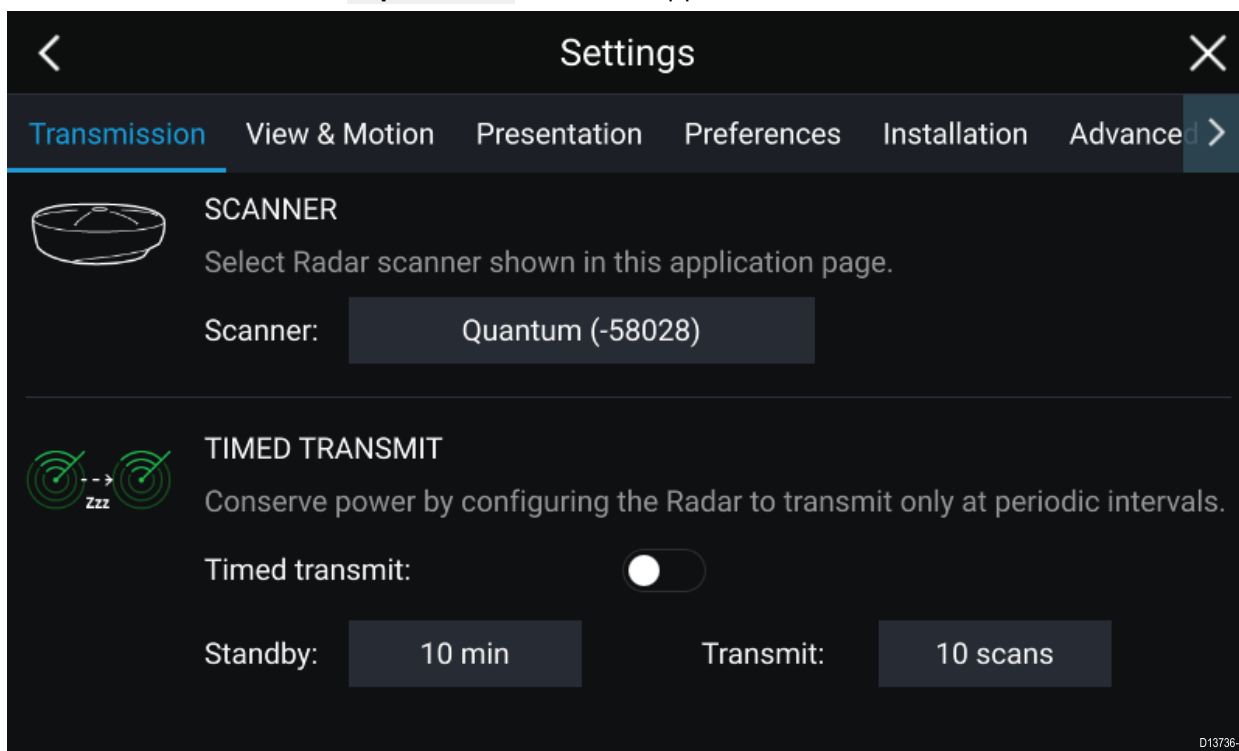 Settings
Transmission View & Motion Presentation Preferences Installation Advanced
SCANNER
Select Radar scanner shown in this application page.
Scanner: Quantum (-58028)
TIMED TRANSMIT
Zzz
Conserve power by configuring the Radar to transmit only at periodic intervals.
Timed transmit:
Standby: 10 min Transmit: 10 scans
D13736-